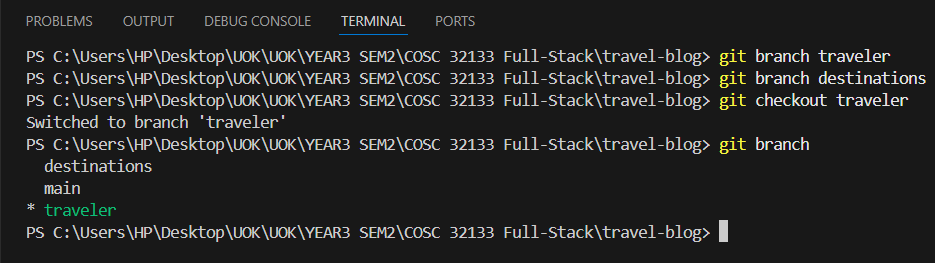 PROBLEMS OUTPUT DEBUG CONSOLE TERMINAL PORTS
PS C:\Users\HP\Desktop\UOK\UOK\YEAR3 SEM2\COSC 32133 Full-Stack\travel-blog> git branch traveler
PS C:\Users\HP\Desktop\UOK\UOK\YEAR3 SEM2\COSC 32133 Full-Stack\travel-blog> git branch destinations
PS C:\Users\HP\Desktop\UOK\UOK\YEAR3 SEM2\COSC 32133 Full-Stack\travel-blog> git checkout traveler
Switched to branch 'traveler'
PS C:\Users\HP\Desktop\UOK\UOK\YEAR3 SEM2\COSC 32133 Full-Stack\travel-blog> git branch
  destinations
  main
* traveler
PS C:\Users\HP\Desktop\UOK\UOK\YEAR3 SEM2\COSC 32133 Full-Stack\travel-blog>